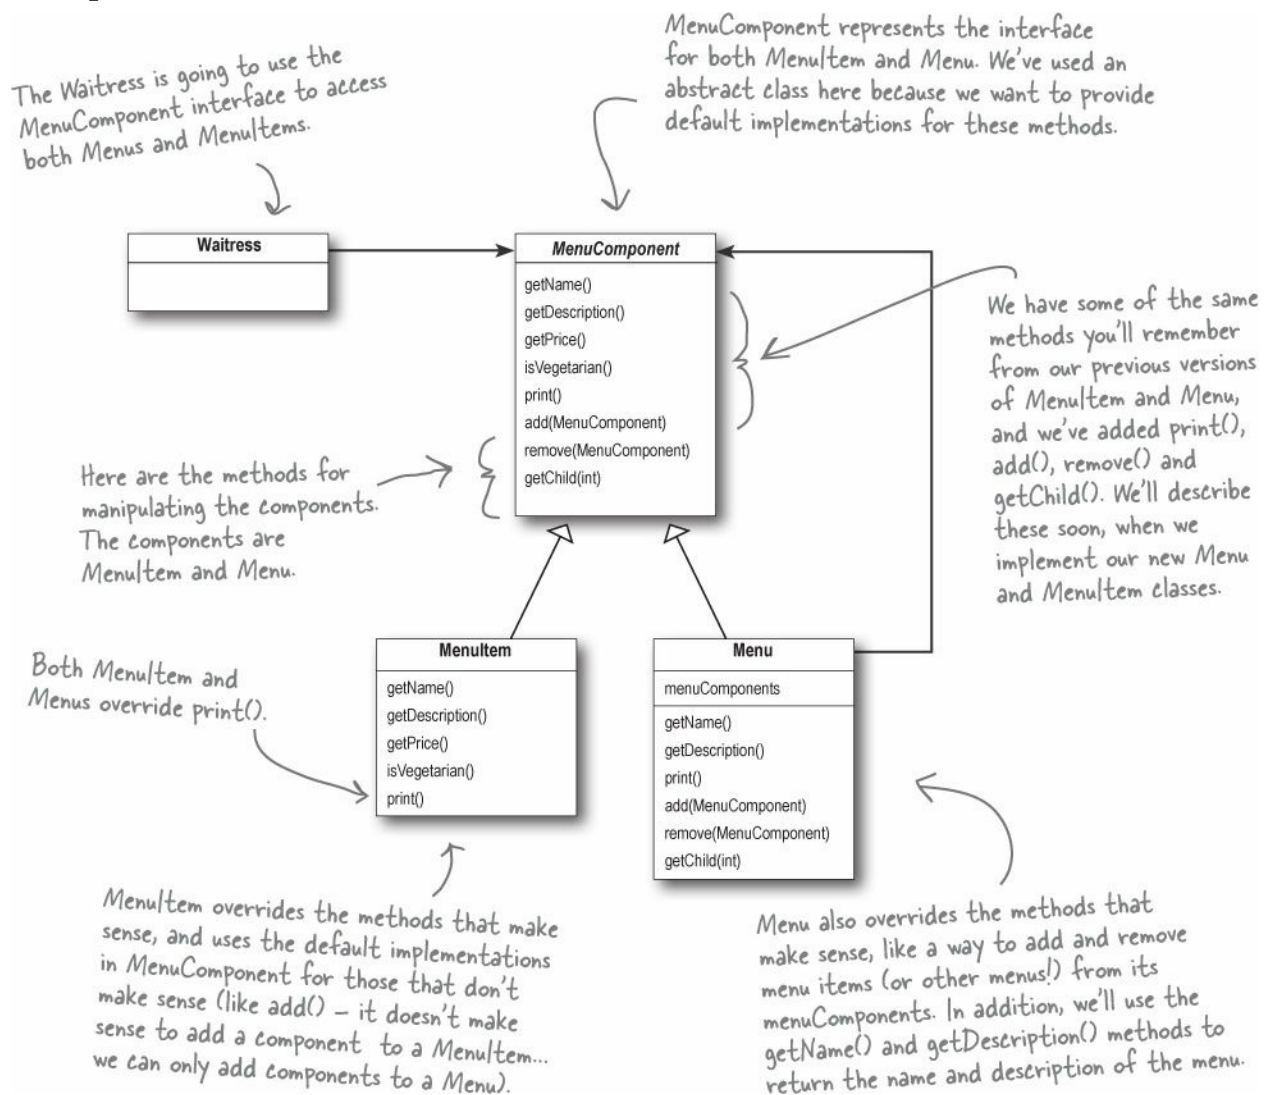 The Waitress is going to use the
MenuComponent interface to access
both Menus and MenuItems.
MenuComponent represents the interface
for both MenuItem and Menu. We've used an
abstract class here because we want to provide
default implementations for these methods.
Waitress
MenuComponent
getName()
getDescription()
getPrice()
isVegetarian()
print()
add(MenuComponent)
remove(MenuComponent)
getChild(int)
We have some of the same
methods you'll remember
from our previous versions
of MenuItem and Menu,
and we've added print(),
add(), remove() and
getChild(). We'll describe
these soon, when we
implement our new Menu
and MenuItem classes.
Here are the methods for
manipulating the components.
The components are
MenuItem and Menu.
Both MenuItem and
Menus override print().
MenuItem
getName()
getDescription()
getPrice()
isVegetarian()
print()
Menu
menuComponents
getName()
getDescription()
print()
add(MenuComponent)
remove(MenuComponent)
getChild(int)
MenuItem overrides the methods that make
sense, and uses the default implementations
in MenuComponent for those that don't
make sense (like add() – it doesn't make
sense to add a component to a MenuItem...
we can only add components to a Menu).
Menu also overrides the methods that
make sense, like a way to add and remove
menu items (or other menus!) from its
menuComponents. In addition, we'll use the
getName() and getDescription() methods to
return the name and description of the menu.